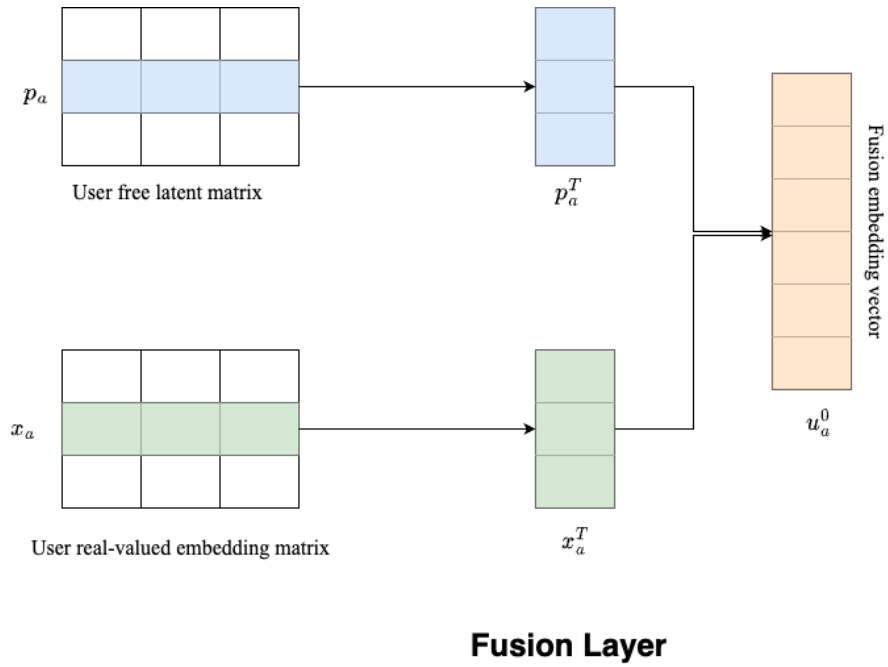 p_a
User free latent matrix
p_a^T
Fusion embedding vector
u_a^0
x_a
User real-valued embedding matrix
x_a^T
Fusion Layer